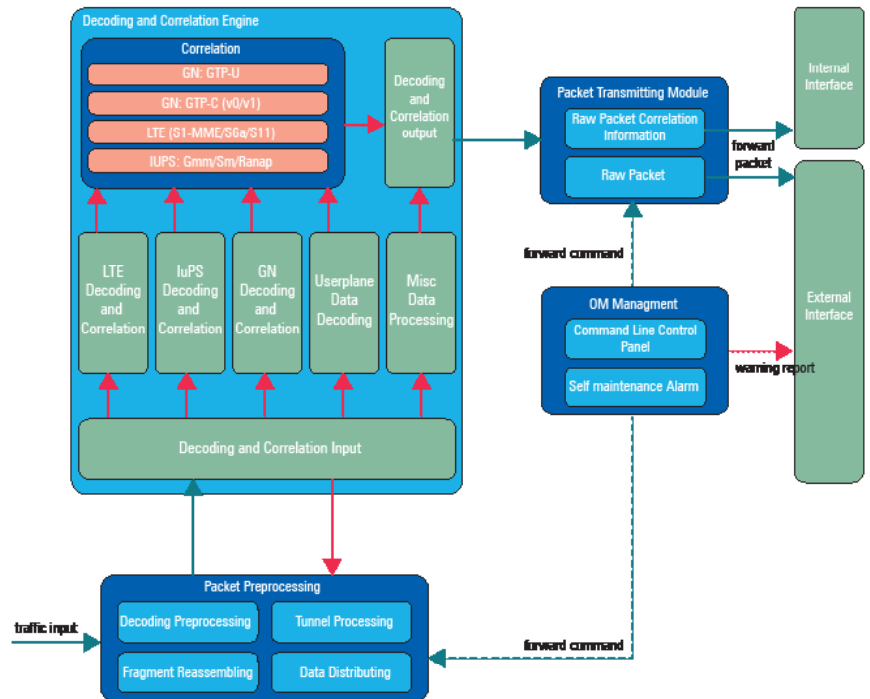 Decoding and Correlation Engine
Correlation
GN: GTP-U
GN: GTP-C (v0/v1)
LTE (S1-MME/S6a/S11)
IUPS: Gmm/Sm/Ranap
Decoding
and
Correlation
output
LTE
Decoding
and
Correlation
IuPS
Decoding
and
Correlation
GN
Decoding
and
Correlation
Userplane
Data
Decoding
Misc
Data
Processing
Decoding and Correlation Input
Packet Transmitting Module
Raw Packet Correlation
Information
Raw Packet
forward
packet
Internal
Interface
External
Interface
forward command
OM Managment
Command Line Control
Panel
Self maintenance Alarm
warning report
Packet Preprocessing
Decoding Preprocessing
Tunnel Processing
Fragment Reassembling
Data Distributing
traffic input
forward command